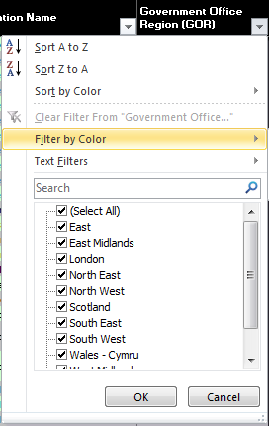 ation Name
Government Office
Region (GOR)
Sort A to Z
Sort Z to A
Sort by Color
Clear Filter From "Government Office..."
Filter by Color
Text Filters
Search
(Select All)
East
East Midlands
London
North East
North West
Scotland
South East
South West
Wales - Cymru
West Midlands
OK
Cancel